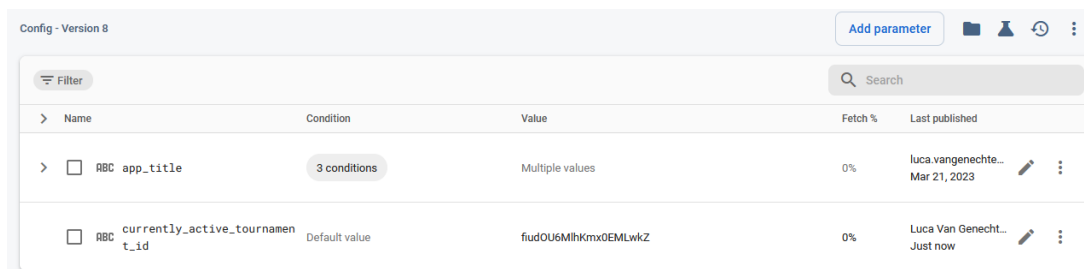 Config - Version 8
Add parameter
Filter
Search
Name Condition Value Fetch % Last published
ABC app_title 3 conditions Multiple values 0% luca.vangenechte...
Mar 21, 2023
ABC currently_active_tournamen
t_id Default value fiudOU6MlhKmx0EMLwkZ 0% Luca Van Genecht...
Just now